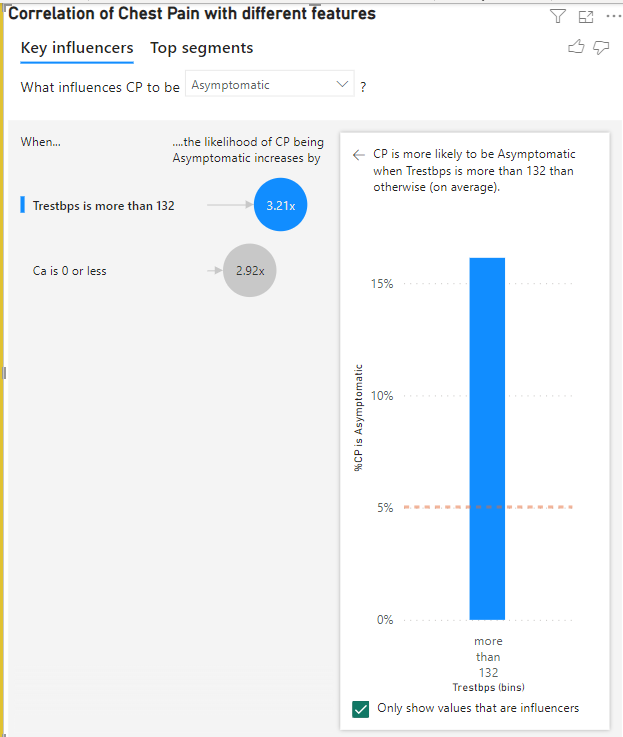 Correlation of Chest Pain with different features
Key influencers Top segments
What influences CP to be Asymptomatic ?
When...
....the likelihood of CP being
Asymptomatic increases by
Trestbps is more than 132
3.21x
Ca is 0 or less
2.92x
CP is more likely to be Asymptomatic
when Trestbps is more than 132 than
otherwise (on average).
%CP is Asymptomatic
15%
10%
5%
0%
more
than
132
Trestbps (bins)
Only show values that are influencers